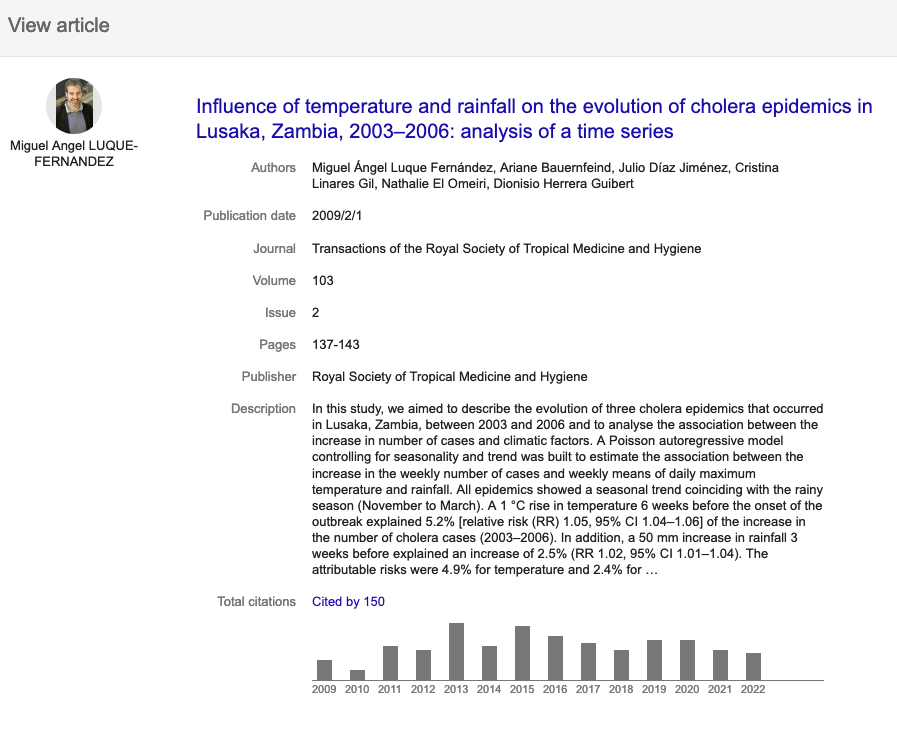 View article
Miguel Angel LUQUE-
FERNANDEZ
Influence of temperature and rainfall on the evolution of cholera epidemics in
Lusaka, Zambia, 2003–2006: analysis of a time series
Authors Miguel Ángel Luque Fernández, Ariane Bauernfeind, Julio Díaz Jiménez, Cristina
Linares Gil, Nathalie El Omeiri, Dionisio Herrera Guibert
Publication date 2009/2/1
Journal Transactions of the Royal Society of Tropical Medicine and Hygiene
Volume 103
Issue 2
Pages 137-143
Publisher Royal Society of Tropical Medicine and Hygiene
Description In this study, we aimed to describe the evolution of three cholera epidemics that occurred
in Lusaka, Zambia, between 2003 and 2006 and to analyse the association between the
increase in number of cases and climatic factors. A Poisson autoregressive model
controlling for seasonality and trend was built to estimate the association between the
increase in the weekly number of cases and weekly means of daily maximum
temperature and rainfall. All epidemics showed a seasonal trend coinciding with the rainy
season (November to March). A 1 °C rise in temperature 6 weeks before the onset of the
outbreak explained 5.2% [relative risk (RR) 1.05, 95% CI 1.04–1.06] of the increase in
the number of cholera cases (2003–2006). In addition, a 50 mm increase in rainfall 3
weeks before explained an increase of 2.5% (RR 1.02, 95% CI 1.01–1.04). The
attributable risks were 4.9% for temperature and 2.4% for …
Total citations Cited by 150
2009 2010 2011 2012 2013 2014 2015 2016 2017 2018 2019 2020 2021 2022